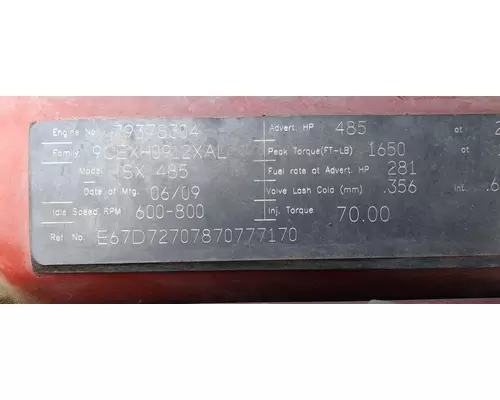 Engine No. 79378304 Advert. HP 485 at 2
Family 9CEXH0912XAL Peak Torque(FT-LB) 1650 at
Model ISX 485 Fuel rate at Advert. HP 281
Date of Mfg. 06/09 Valve Lash Cold (mm) .356 Int. .6
Idle Speed RPM 600-800 Inj. Torque 70.00
Ref No. E67D72707870777170